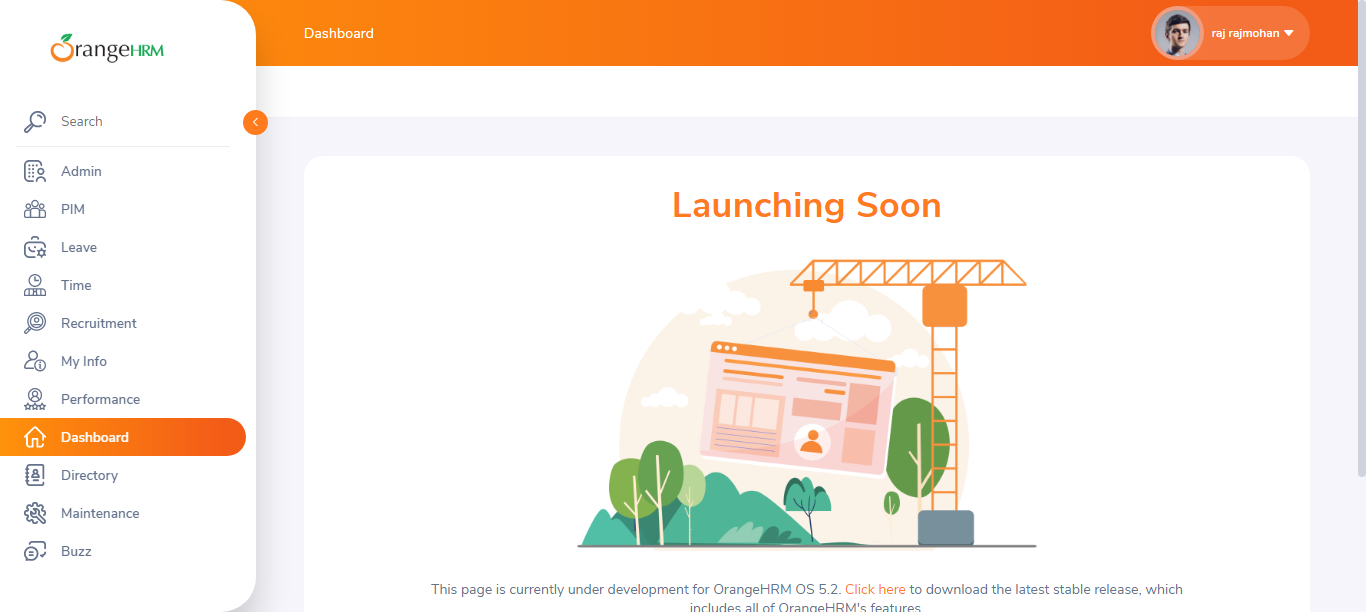 OrangeHRM
Dashboard
raj rajmohan
Search
Admin
PIM
Leave
Time
Recruitment
My Info
Performance
Dashboard
Directory
Maintenance
Buzz
Launching Soon
This page is currently under development for OrangeHRM OS 5.2. Click here to download the latest stable release, which
includes all of OrangeHRM's features